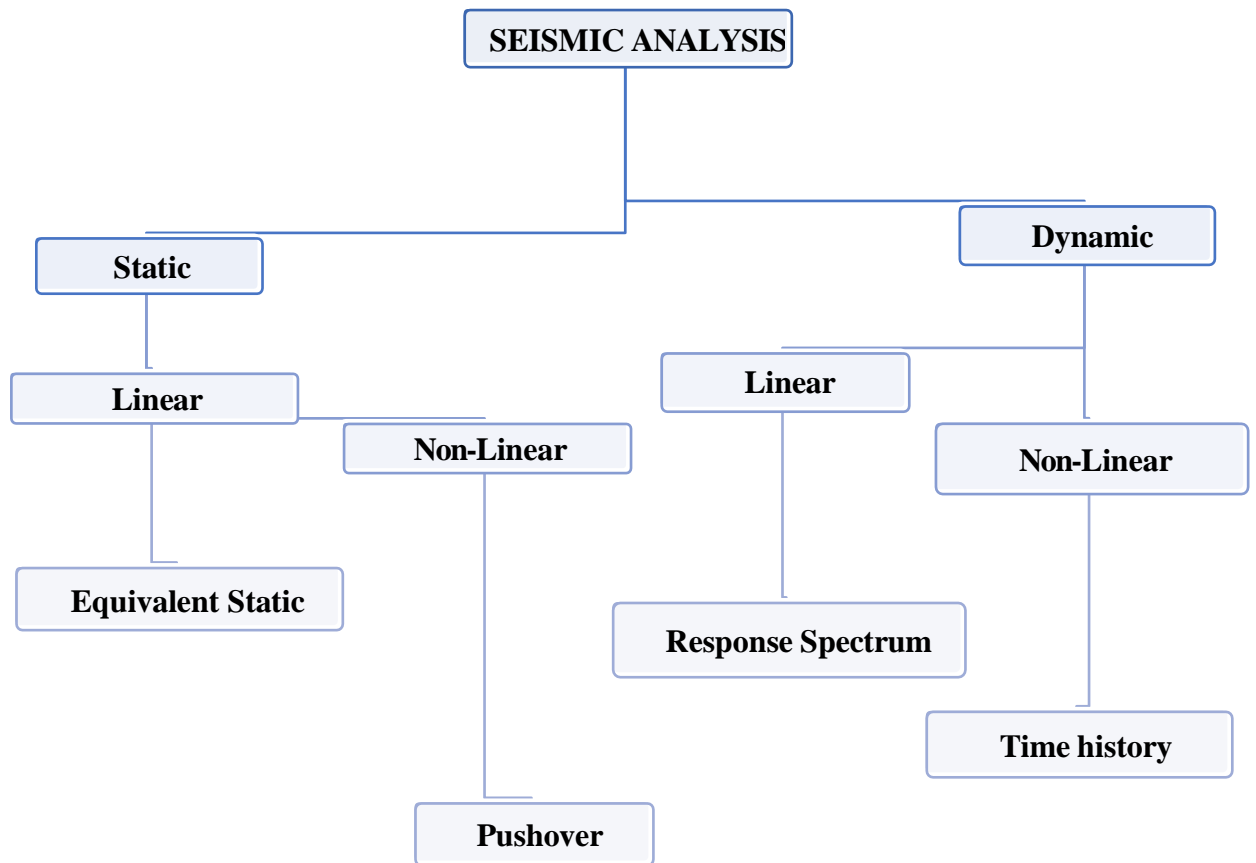 SEISMIC ANALYSIS
Static
Dynamic
Linear
Non-Linear
Linear
Non-Linear
Equivalent Static
Response Spectrum
Time history
Pushover